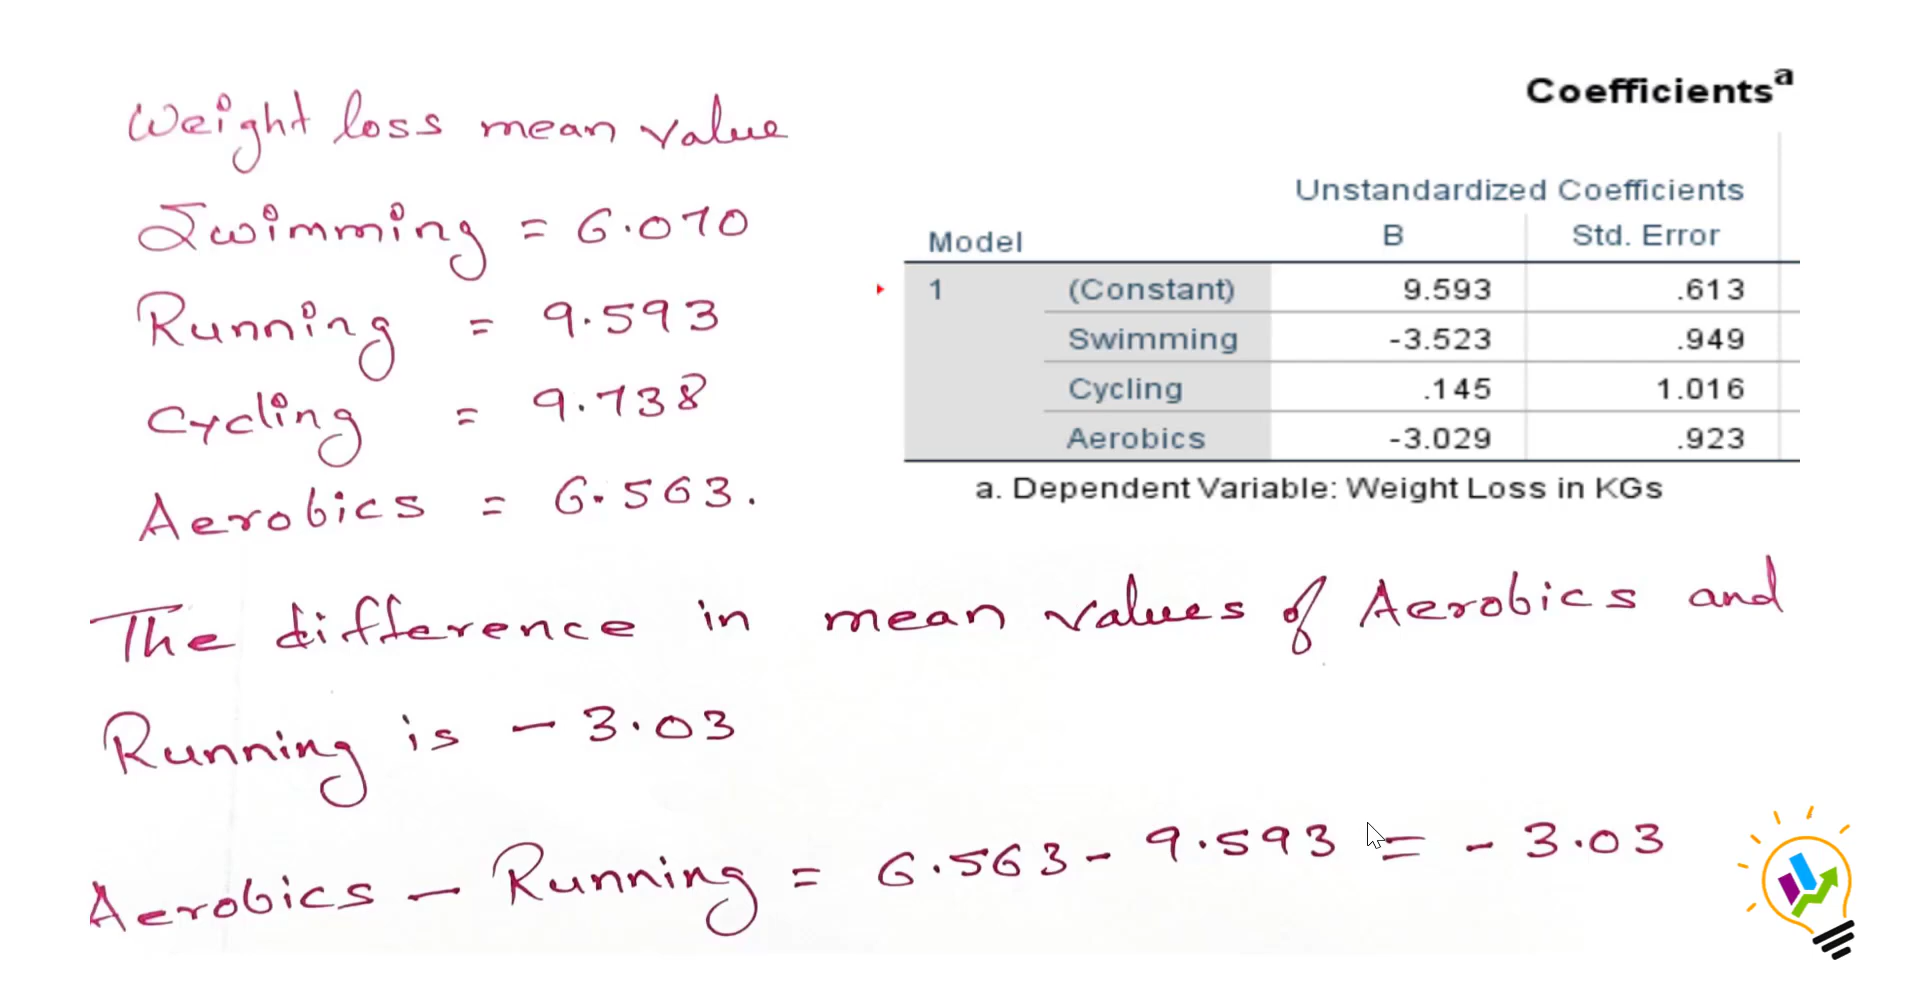 Weight loss mean value
Swimming = 6.070
Running = 9.593
Cycling = 9.738
Aerobics = 6.563.
Coefficientsᵃ
Unstandardized Coefficients
Model B Std. Error
1 (Constant) 9.593 .613
Swimming -3.523 .949
Cycling .145 1.016
Aerobics -3.029 .923
a. Dependent Variable: Weight Loss in KGs
The difference in mean values of Aerobics and
Running is - 3.03
Aerobics - Running = 6.563 - 9.593 = - 3.03